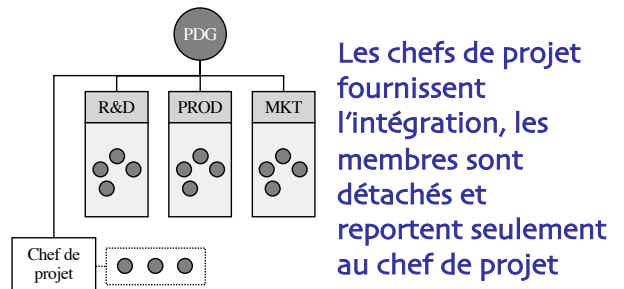 PDG
R&D PROD MKT
Chef de
projet
Les chefs de projet
fournissent
l'intégration, les
membres sont
détachés et
reportent seulement
au chef de projet